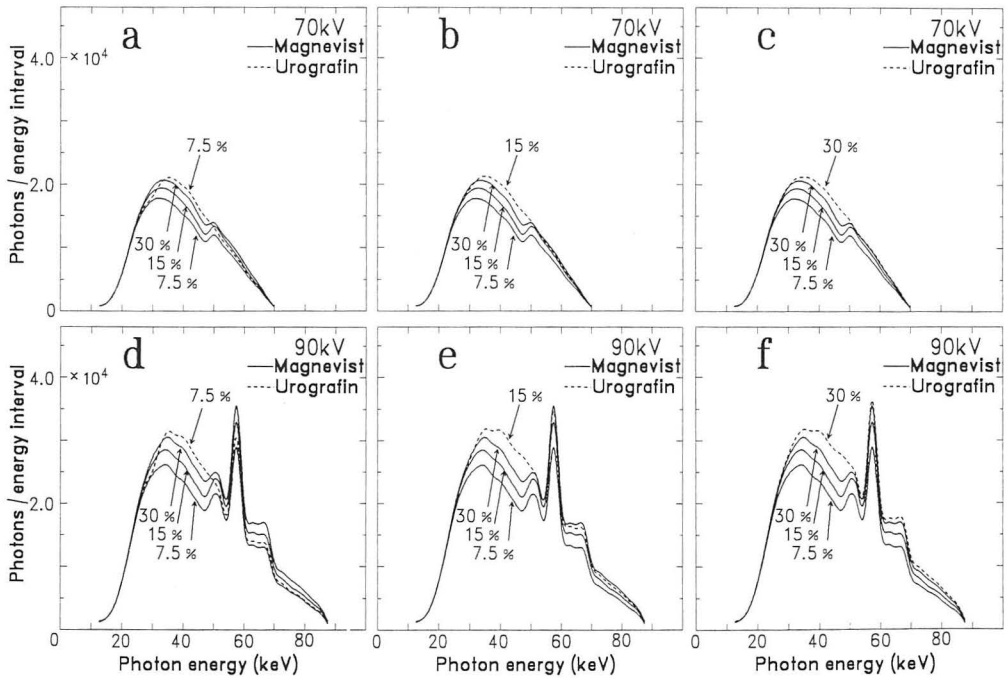 a
70kV
Magnevist
Urografin
× 10⁴
4.0
2.0
0
7.5 %
30 %
15 %
7.5 %
b
70kV
Magnevist
Urografin
15 %
30 %
15 %
7.5 %
c
70kV
Magnevist
Urografin
30 %
30 %
15 %
7.5 %
Photons / energy interval
d
90kV
Magnevist
Urografin
× 10⁴
4.0
2.0
7.5 %
30 %
15 %
7.5 %
0 20 40 60 80
Photon energy (keV)
e
90kV
Magnevist
Urografin
15 %
30 %
15 %
7.5 %
0 20 40 60 80
Photon energy (keV)
f
90kV
Magnevist
Urografin
30 %
30 %
15 %
7.5 %
0 20 40 60 80
Photon energy (keV)
Photons / energy interval